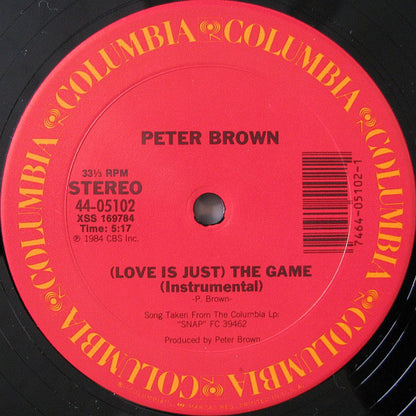 COLUMBIA COLUMBIA COLUMBIA COLUMBIA COLUMBIA COLUMBIA
PETER BROWN
33⅓ RPM
STEREO
44-05102
XSS 169784
Time: 5:17
℗ 1984 CBS Inc.
7464-05102-1
(LOVE IS JUST) THE GAME
(Instrumental)
-P. Brown-
Song Taken From The Columbia Lp:
"SNAP" FC 39462
Produced by Peter Brown